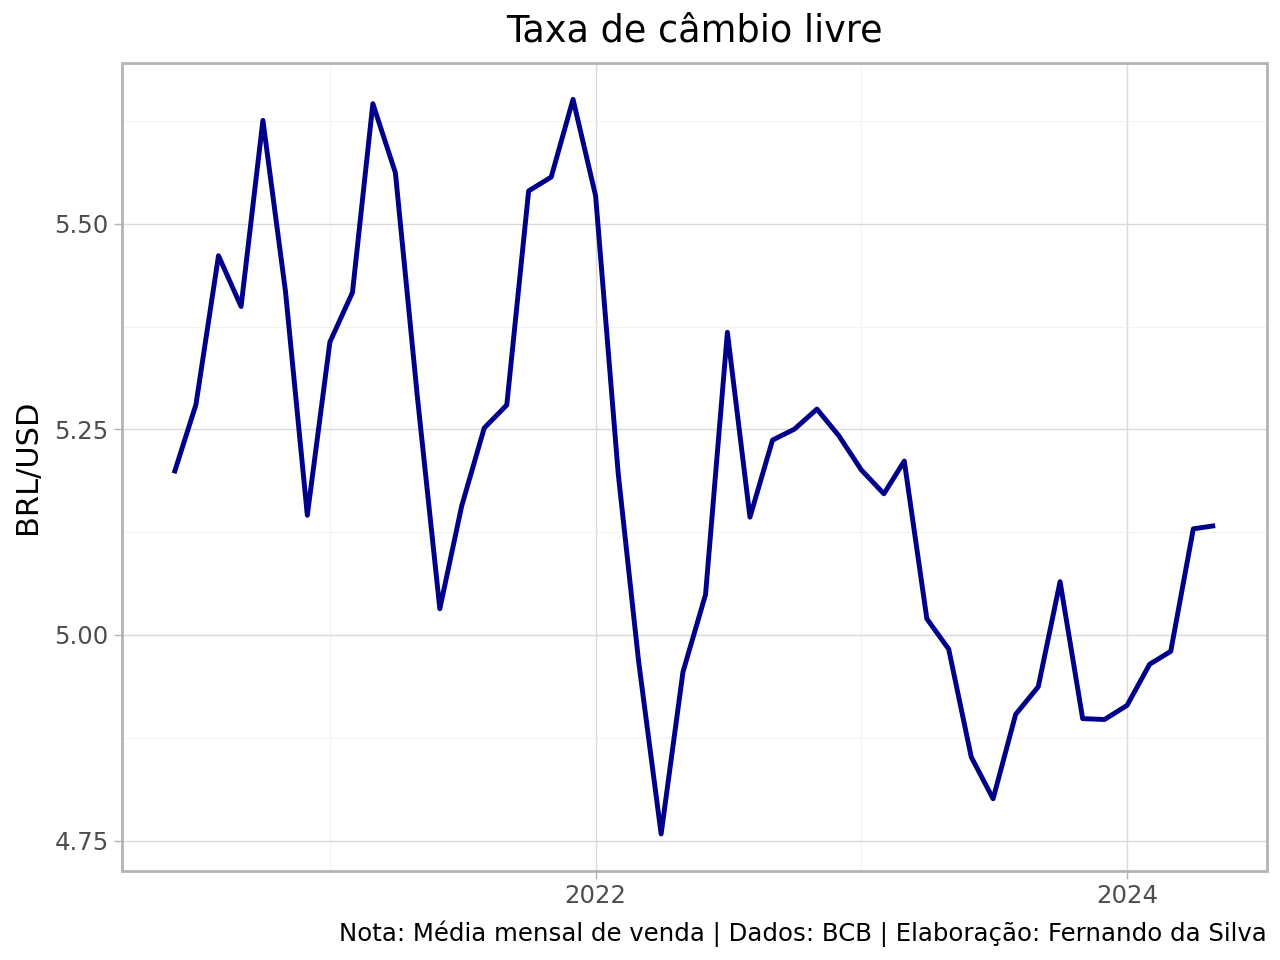 Taxa de câmbio livre
BRL/USD
5.50
5.25
5.00
4.75
2022
2024
Nota: Média mensal de venda | Dados: BCB | Elaboração: Fernando da Silva